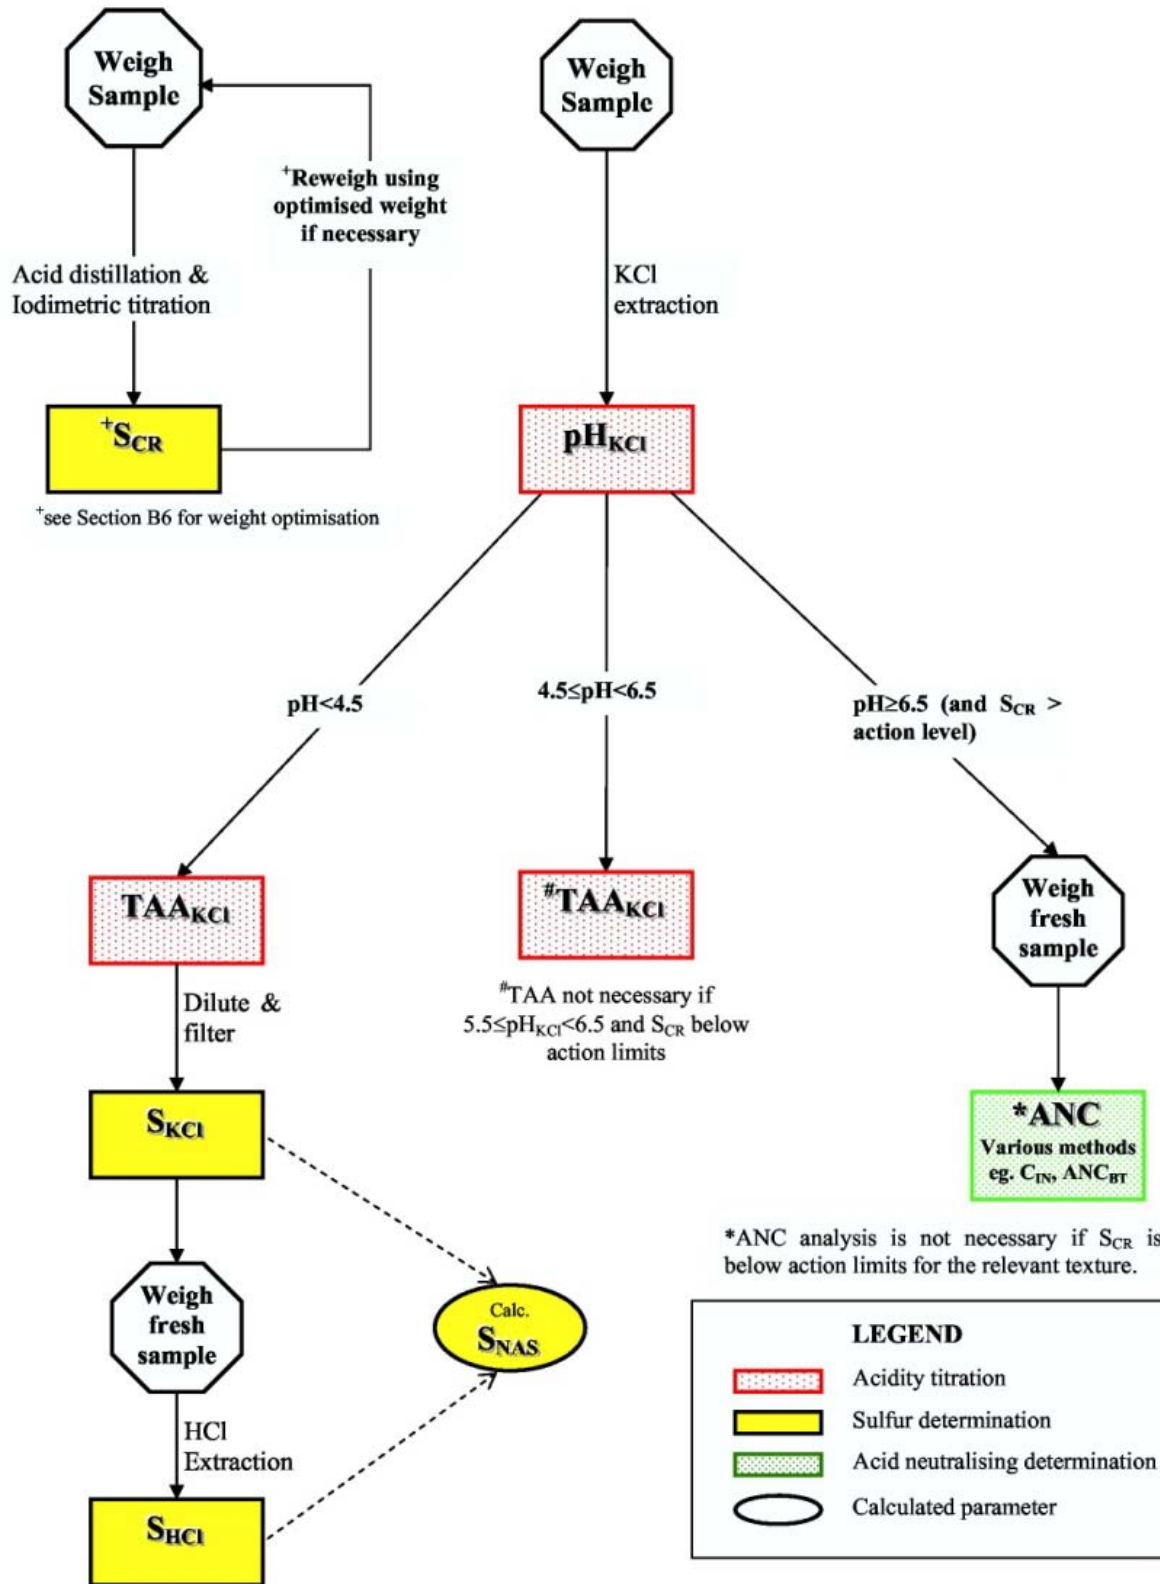 Weigh
Sample
+Reweigh using
optimised weight
if necessary
Acid distillation &
Iodimetric titration
+SCR
+see Section B6 for weight optimisation
Weigh
Sample
KCl
extraction
pHKCl
pH<4.5
4.5≤pH<6.5
pH≥6.5 (and SCR >
action level)
TAAKCl
Dilute &
filter
SKCl
Weigh
fresh
sample
HCl
Extraction
SHCl
Calc.
SNAS
#TAAKCl
#TAA not necessary if
5.5≤pHKCl<6.5 and SCR below
action limits
Weigh
fresh
sample
*ANC
Various methods
eg. CIN, ANCBT
*ANC analysis is not necessary if SCR is
below action limits for the relevant texture.
LEGEND
Acidity titration
Sulfur determination
Acid neutralising determination
Calculated parameter